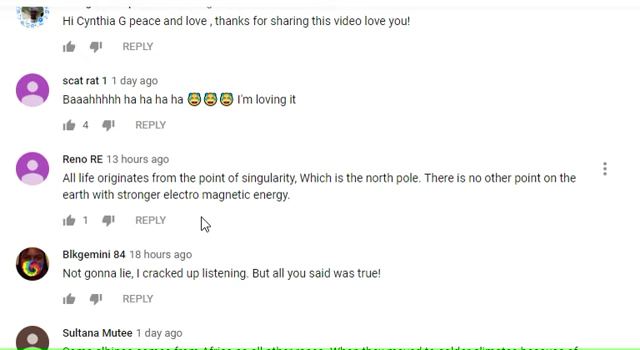 Hi Cynthia G peace and love , thanks for sharing this video love you!
REPLY
scat rat 1 1 day ago
Baaahhhhh ha ha ha ha 😇😇😇 I'm loving it
4 REPLY
Reno RE 13 hours ago
All life originates from the point of singularity, Which is the north pole. There is no other point on the
earth with stronger electro magnetic energy.
1 REPLY
Blkgemini 84 18 hours ago
Not gonna lie, I cracked up listening. But all you said was true!
REPLY
Sultana Mutee 1 day ago